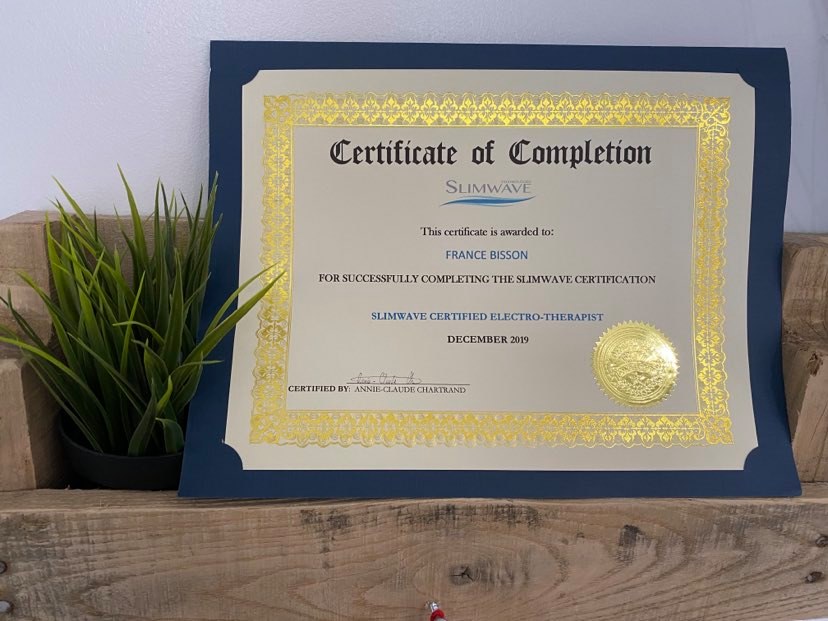 Certificate of Completion
SLIMWAVE
This certificate is awarded to:
FRANCE BISSON
FOR SUCCESSFULLY COMPLETING THE SLIMWAVE CERTIFICATION
SLIMWAVE CERTIFIED ELECTRO-THERAPIST
DECEMBER 2019
CERTIFIED BY: ANNIE-CLAUDE CHARTRAND